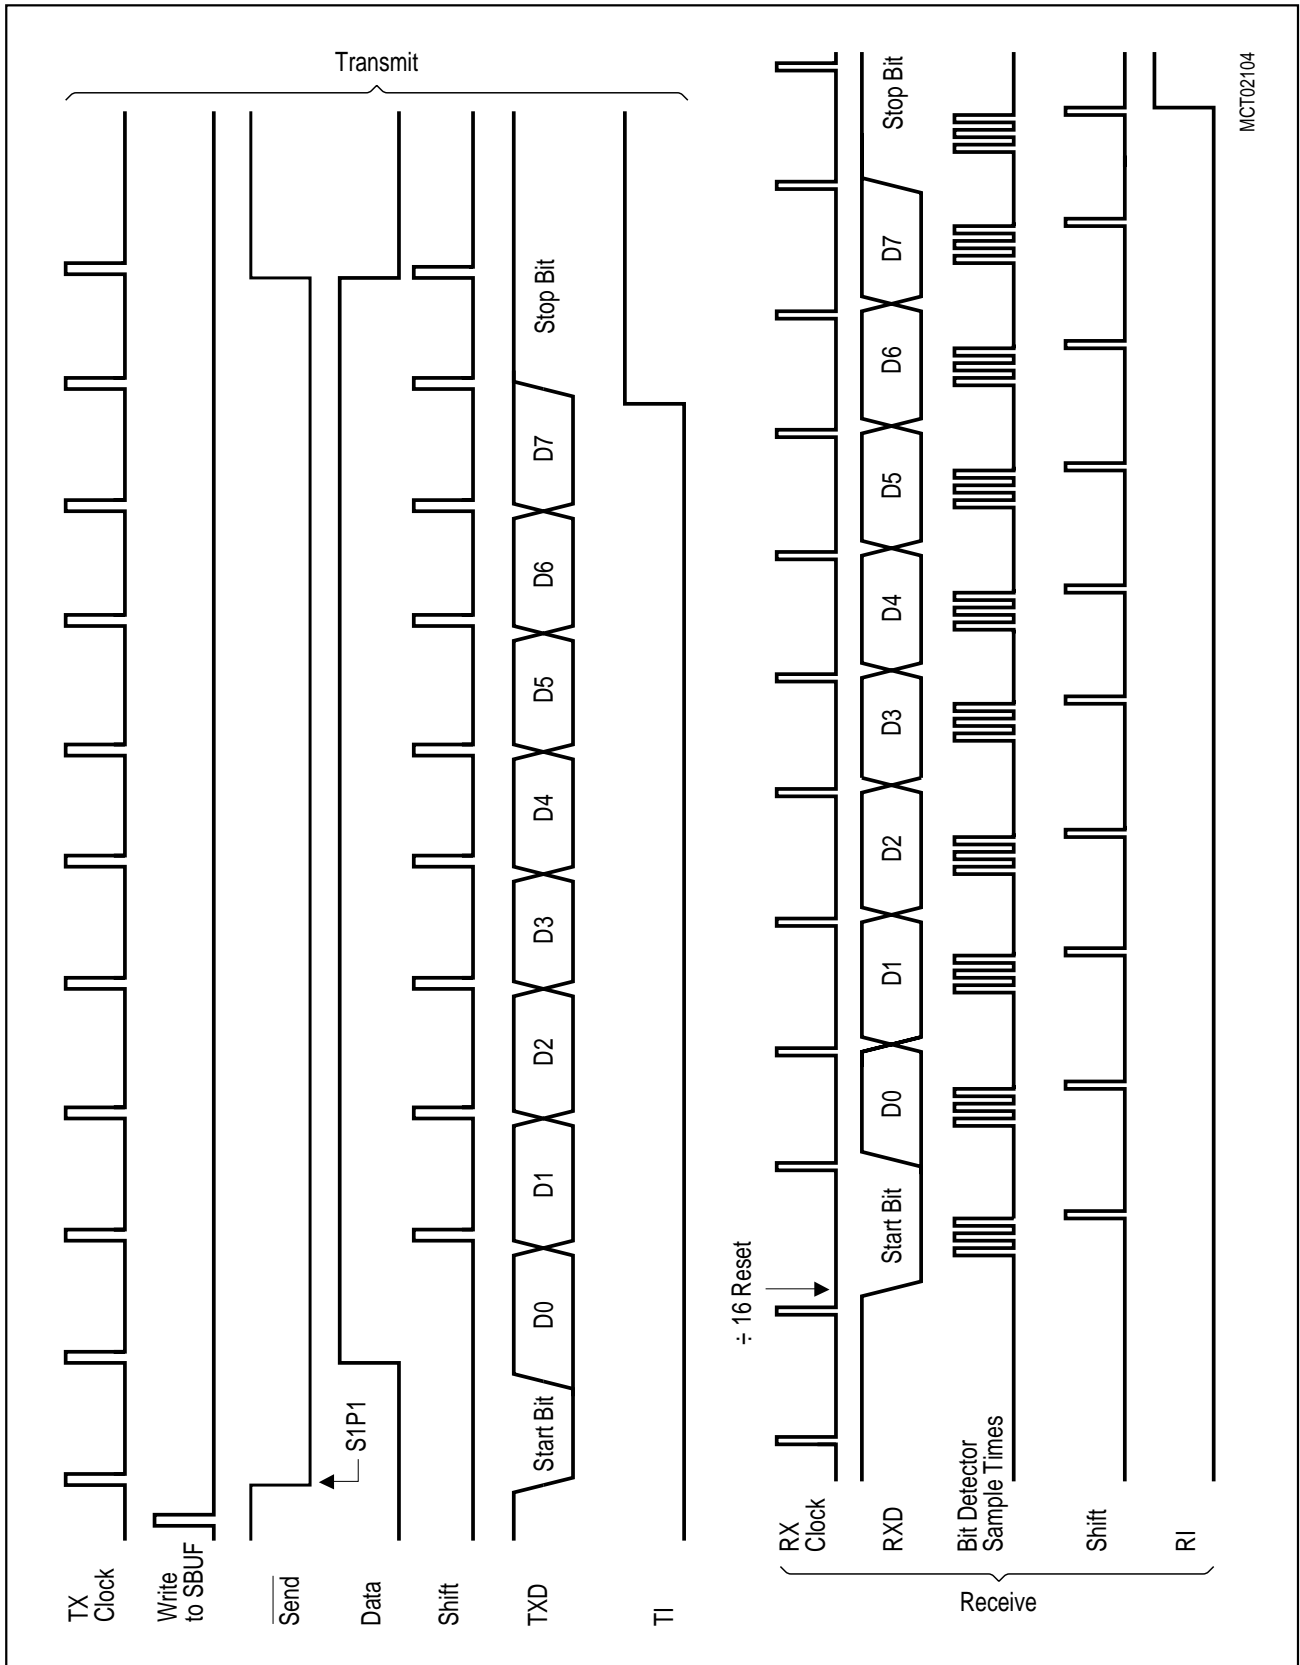 Transmit
TX
Clock
Write
to SBUF
Send
S1P1
Data
Shift
TXD
Start Bit
D0
D1
D2
D3
D4
D5
D6
D7
Stop Bit
TI
Receive
÷ 16 Reset
RX
Clock
RXD
Start Bit
D0
D1
D2
D3
D4
D5
D6
D7
Stop Bit
Bit Detector
Sample Times
Shift
RI
MCT02104